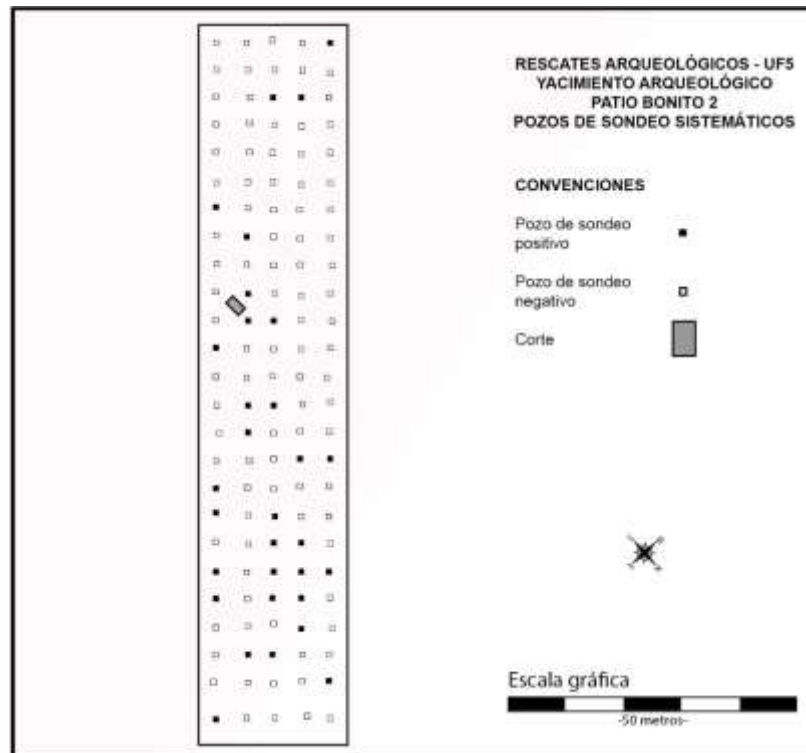 RESCATES ARQUEOLÓGICOS - UF5
YACIMIENTO ARQUEOLÓGICO
PATIO BONITO 2
POZOS DE SONDEO SISTEMÁTICOS
CONVENCIONES
Pozo de sondeo
positivo
Pozo de sondeo
negativo
Corte
Escala gráfica
-50 metros-